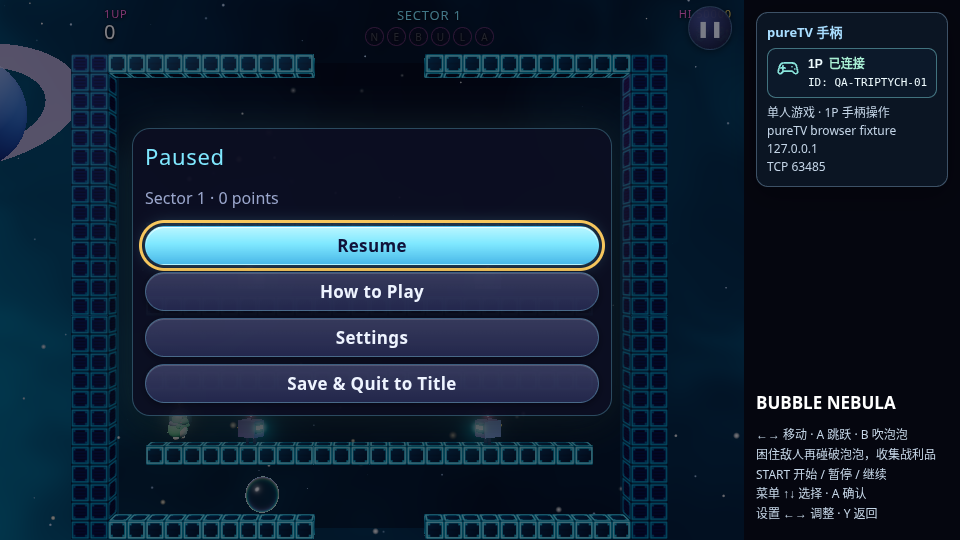 1UP
0
SECTOR 1
NEBULA
Paused
Sector 1 · 0 points
Resume
How to Play
Settings
Save & Quit to Title
pureTV 手柄
1P 已连接
ID: QA-TRIPTYCH-01
单人游戏 · 1P 手柄操作
pureTV browser fixture
127.0.0.1
TCP 63485
BUBBLE NEBULA
←→ 移动 · A 跳跃 · B 吹泡泡
困住敌人再碰破泡泡，收集战利品
START 开始 / 暂停 / 继续
菜单 ↑↓ 选择 · A 确认
设置 ←→ 调整 · Y 返回